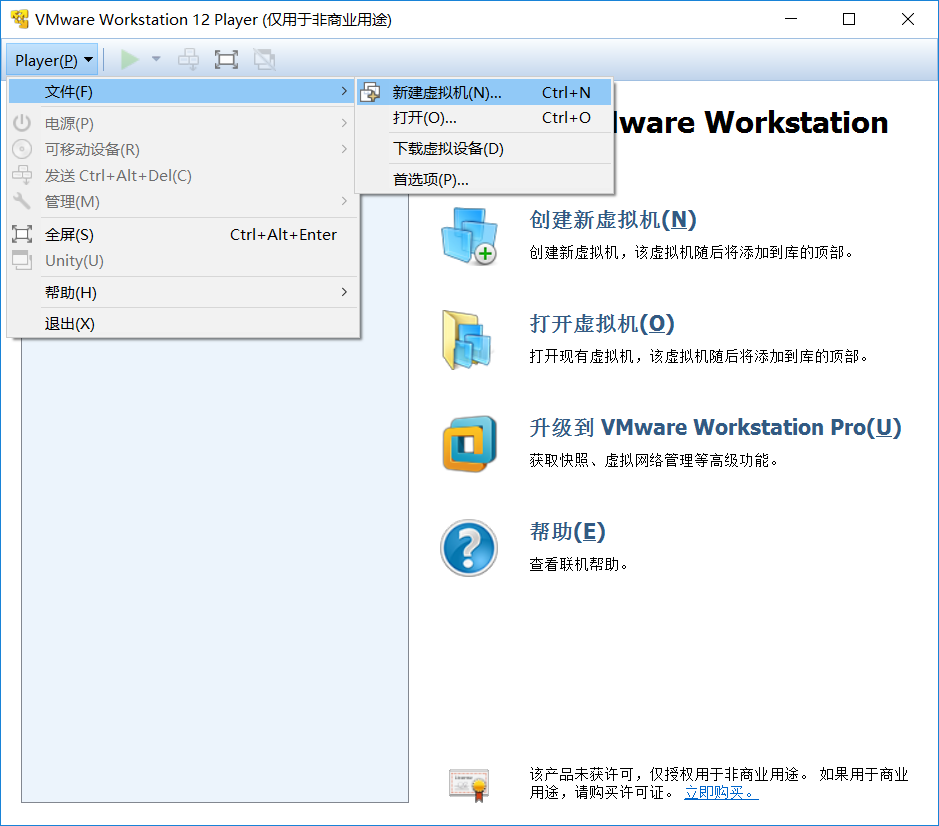 VMware Workstation 12 Player (仅用于非商业用途)
Player(P)
文件(F)
电源(P)
可移动设备(R)
发送 Ctrl+Alt+Del(C)
管理(M)
全屏(S) Ctrl+Alt+Enter
Unity(U)
帮助(H)
退出(X)
新建虚拟机(N)... Ctrl+N
打开(O)... Ctrl+O
下载虚拟设备(D)
首选项(P)...
ware Workstation
创建新虚拟机(N)
创建新虚拟机，该虚拟机随后将添加到库的顶部。
打开虚拟机(O)
打开现有虚拟机，该虚拟机随后将添加到库的顶部。
升级到 VMware Workstation Pro(U)
获取快照、虚拟网络管理等高级功能。
帮助(E)
查看联机帮助。
该产品未获许可，仅授权用于非商业用途。 如果用于商业
用途，请购买许可证。 立即购买。